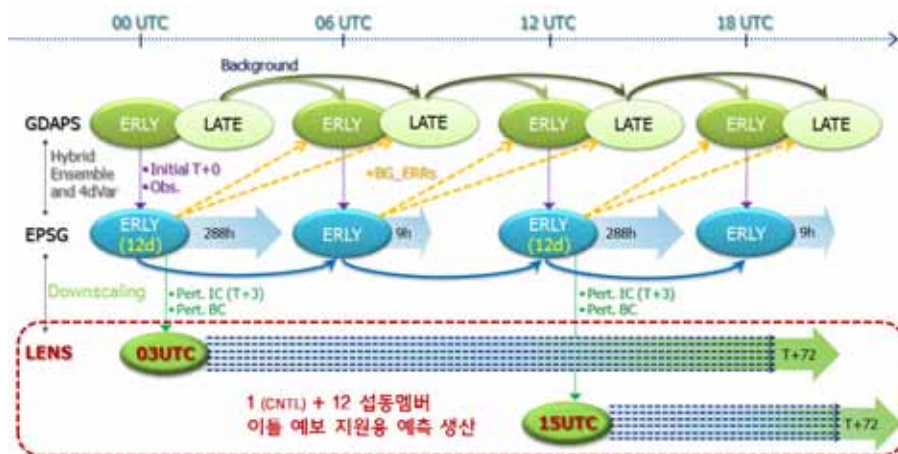 00 UTC 06 UTC 12 UTC 18 UTC
Background
GDAPS ERLY LATE ERLY LATE ERLY LATE ERLY LATE
Hybrid
Ensemble
and 4dVar
•Initial T+0
•Obs.
•BG_ERRs
EPSG ERLY (12d) 288h ERLY 9h ERLY (12d) 288h ERLY 9h
Downscaling
•Pert. IC (T+3)
•Pert. BC
•Pert. IC (T+3)
•Pert. BC
LENS 03UTC T+72
1 (CNTL) + 12 섭동멤버
이틀 예보 지원용 예측 생산
15UTC T+72